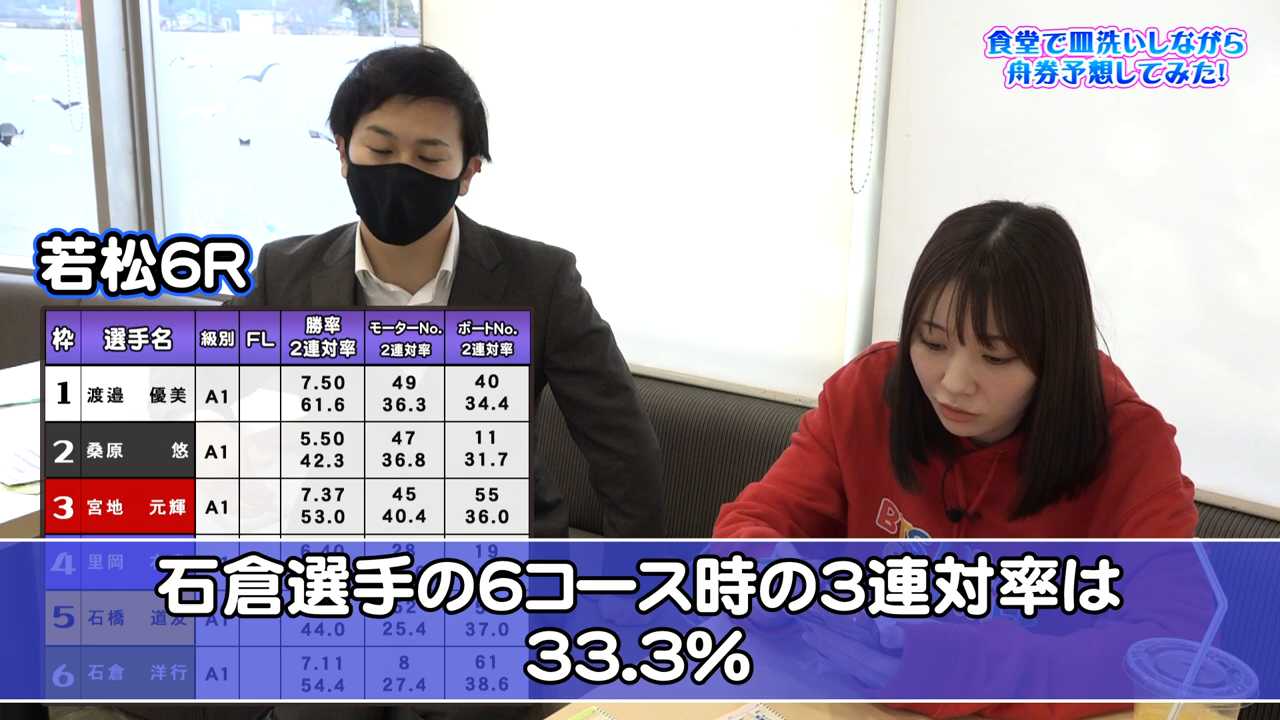 食堂で皿洗いしながら
舟券予想してみた!
若松6R
枠 選手名 級別 FL 勝率 2連対率 モーターNo. 2連対率 ボートNo. 2連対率
1 渡邉 優美 A1 7.50 61.6 49 36.3 40 34.4
2 桑原 悠 A1 5.50 42.3 47 36.8 11 31.7
3 宮地 元輝 A1 7.37 53.0 45 40.4 55 36.0
4 里岡 6.40 28 19
5 石橋 道友 A1 44.0 52 25.4 37.0
6 石倉 洋行 A1 7.11 54.4 8 27.4 61 38.6
石倉選手の6コース時の3連対率は
33.3%